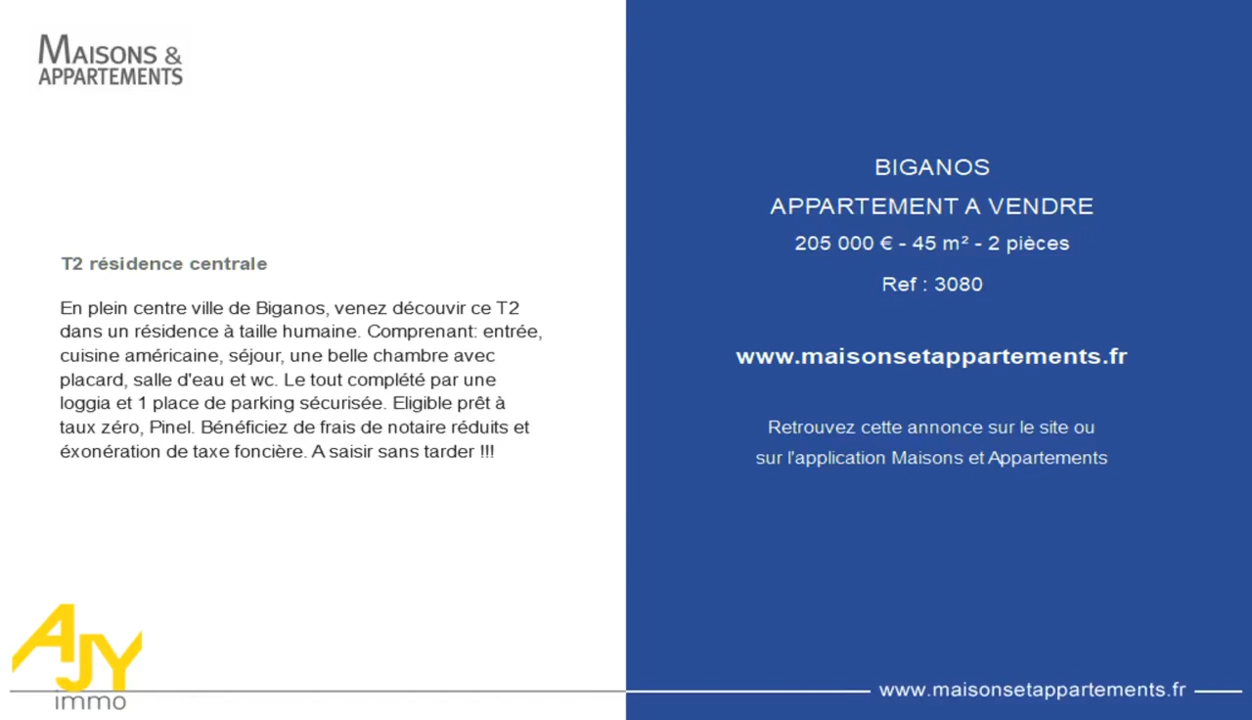 MAISONS &
APPARTEMENTS
T2 résidence centrale
En plein centre ville de Biganos, venez découvir ce T2
dans un résidence à taille humaine. Comprenant: entrée,
cuisine américaine, séjour, une belle chambre avec
placard, salle d'eau et wc. Le tout complété par une
loggia et 1 place de parking sécurisée. Eligible prêt à
taux zéro, Pinel. Bénéficiez de frais de notaire réduits et
éxonération de taxe foncière. A saisir sans tarder !!!
AJY
immo
BIGANOS
APPARTEMENT A VENDRE
205 000 € - 45 m² - 2 pièces
Ref : 3080
www.maisonsetappartements.fr
Retrouvez cette annonce sur le site ou
sur l'application Maisons et Appartements
www.maisonsetappartements.fr